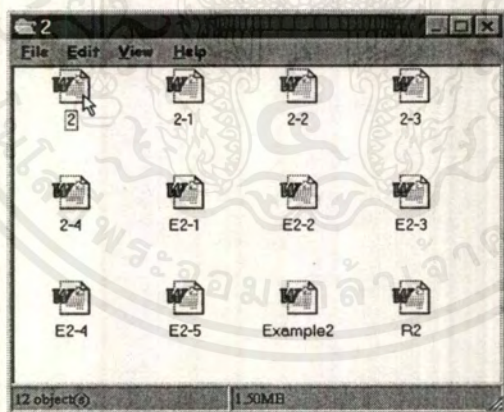 2
File Edit View Help
2 2-1 2-2 2-3
2-4 E2-1 E2-2 E2-3
E2-4 E2-5 Example2 R2
12 object(s) 1.50MB